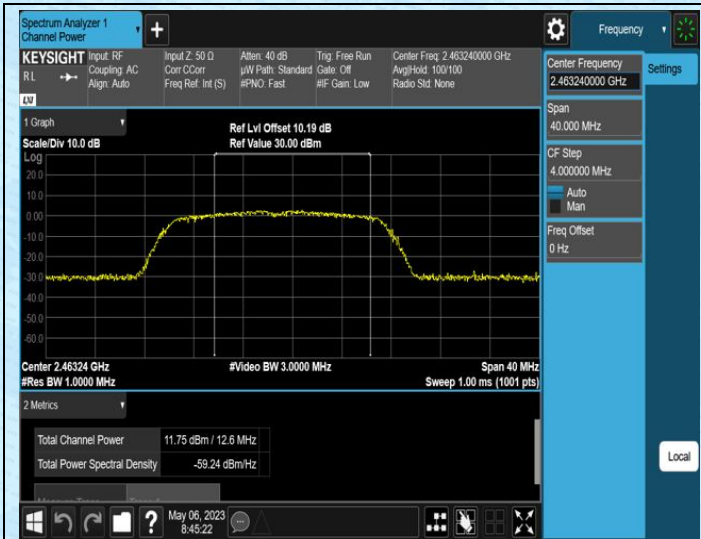 Spectrum Analyzer 1
Channel Power
+
Frequency
KEYSIGHT
R L
LXI
Input: RF
Coupling: AC
Align: Auto
Input Z: 50 Ω
Corr CCorr
Freq Ref: Int (S)
Atten: 40 dB
µW Path: Standard
#PNO: Fast
Trig: Free Run
Gate: Off
#IF Gain: Low
Center Freq: 2.463240000 GHz
Avg|Hold: 100/100
Radio Std: None
Center Frequency
2.463240000 GHz
Settings
Span
40.000 MHz
CF Step
4.000000 MHz
Auto
Man
Freq Offset
0 Hz
1 Graph
Scale/Div 10.0 dB
Ref Lvl Offset 10.19 dB
Ref Value 30.00 dBm
Log
20.0
10.0
0.00
-10.0
-20.0
-30.0
-40.0
-50.0
-60.0
Center 2.46324 GHz
#Res BW 1.0000 MHz
#Video BW 3.0000 MHz
Span 40 MHz
Sweep 1.00 ms (1001 pts)
2 Metrics
Total Channel Power 11.75 dBm / 12.6 MHz
Total Power Spectral Density -59.24 dBm/Hz
Local
?
May 06, 2023
8:45:22